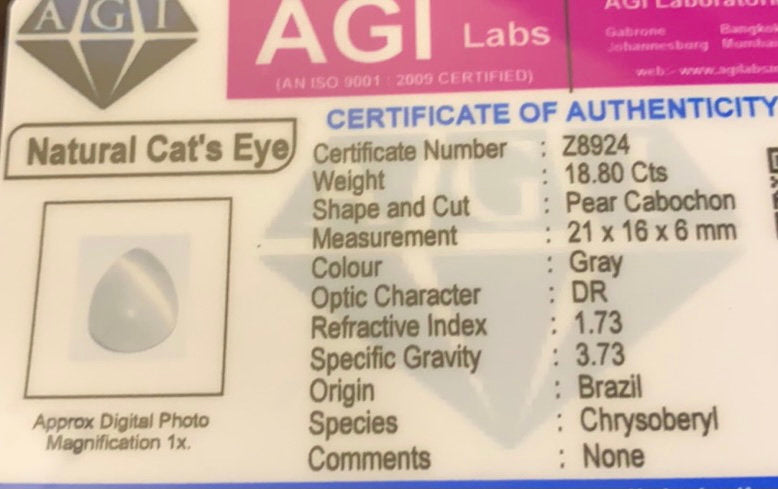 AGI
AGI Labs
(AN ISO 9001 : 2009 CERTIFIED)
Gabrone
Johannesburg
web:- www.agilabs
CERTIFICATE OF AUTHENTICITY
Natural Cat's Eye
Certificate Number : Z8924
Weight : 18.80 Cts
Shape and Cut : Pear Cabochon
Measurement : 21 x 16 x 6 mm
Colour : Gray
Optic Character : DR
Refractive Index : 1.73
Specific Gravity : 3.73
Origin : Brazil
Species : Chrysoberyl
Comments : None
Approx Digital Photo
Magnification 1x.